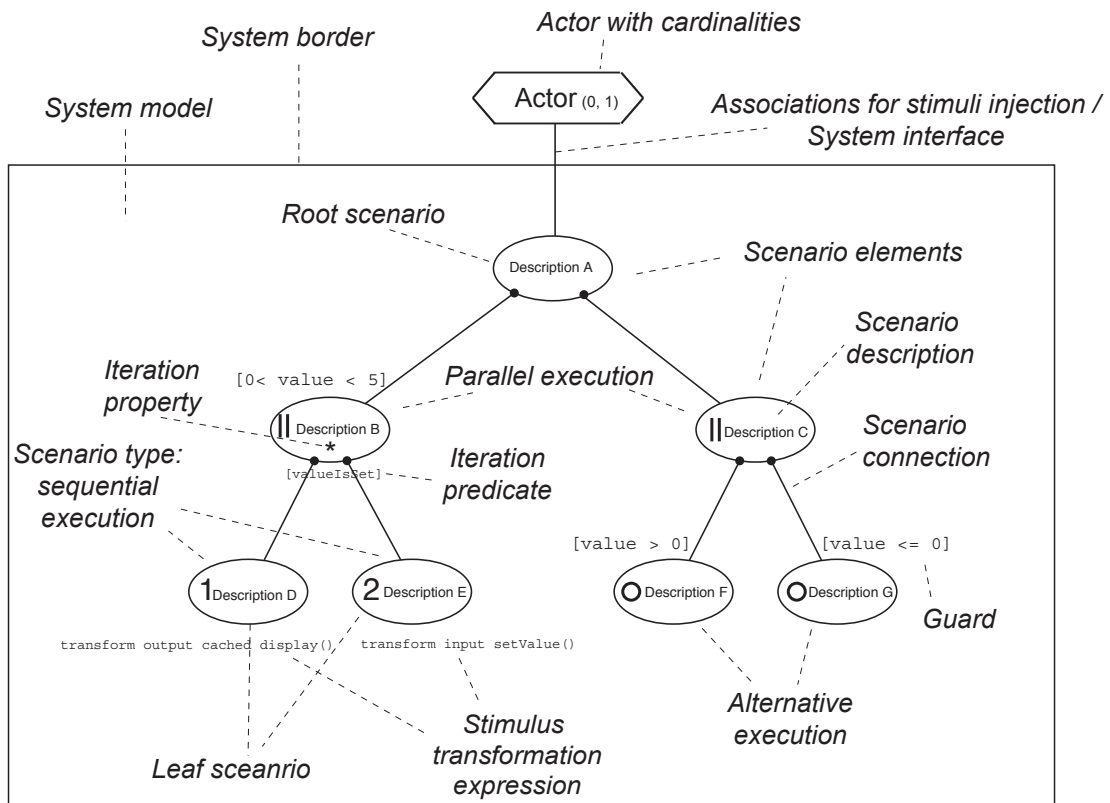 Actor with cardinalities
System border
System model
Actor (0, 1)
Associations for stimuli injection /
System interface
Root scenario
Scenario elements
Description A
Scenario
description
Iteration
property
[0< value < 5]
Parallel execution
|| Description B
*
[valueIsSet]
|| Description C
Scenario type:
sequential
execution
Iteration
predicate
Scenario
connection
[value > 0]
[value <= 0]
1 Description D
2 Description E
O Description F
O Description G
Guard
transform output cached display()
transform input setValue()
Alternative
execution
Stimulus
transformation
expression
Leaf sceanrio